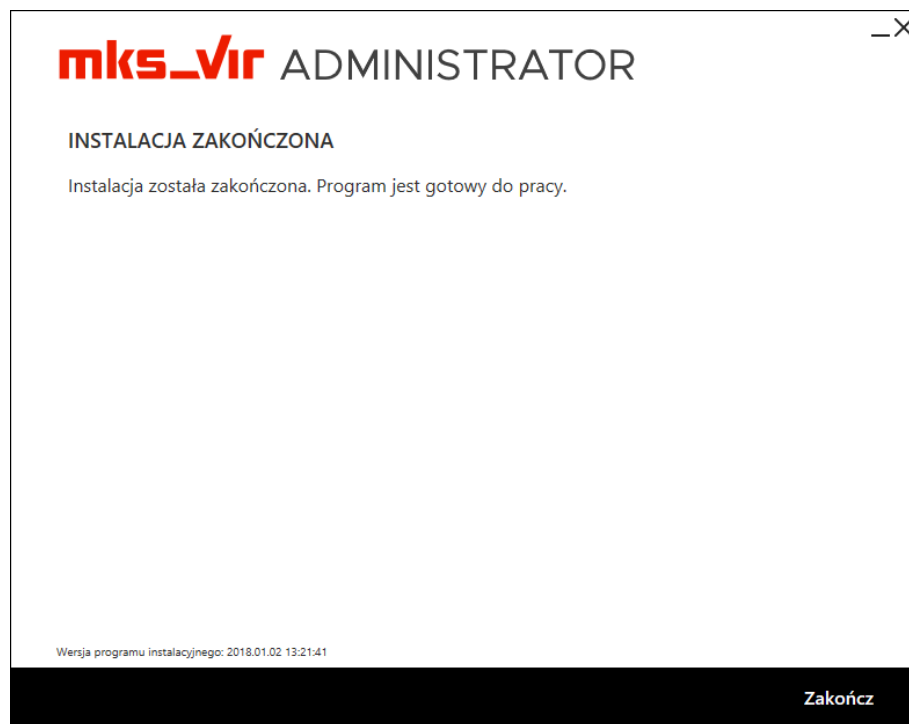 mks_vir ADMINISTRATOR
INSTALACJA ZAKOŃCZONA
Instalacja została zakończona. Program jest gotowy do pracy.
Wersja programu instalacyjnego: 2018.01.02 13:21:41
Zakończ